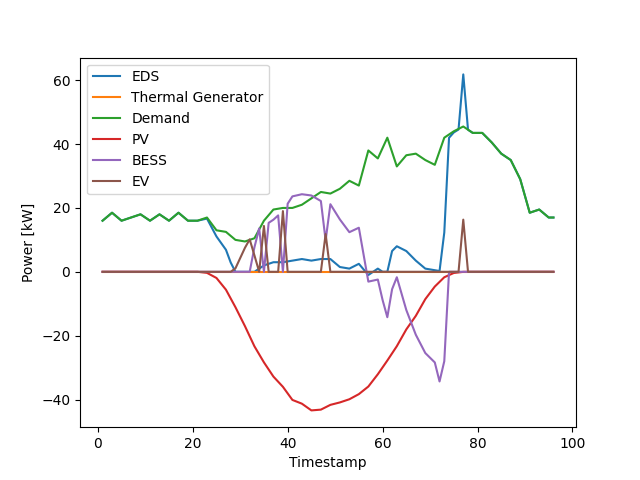 EDS
Thermal Generator
Demand
PV
BESS
EV
Power [kW]
60
40
20
0
−20
−40
0 20 40 60 80 100
Timestamp